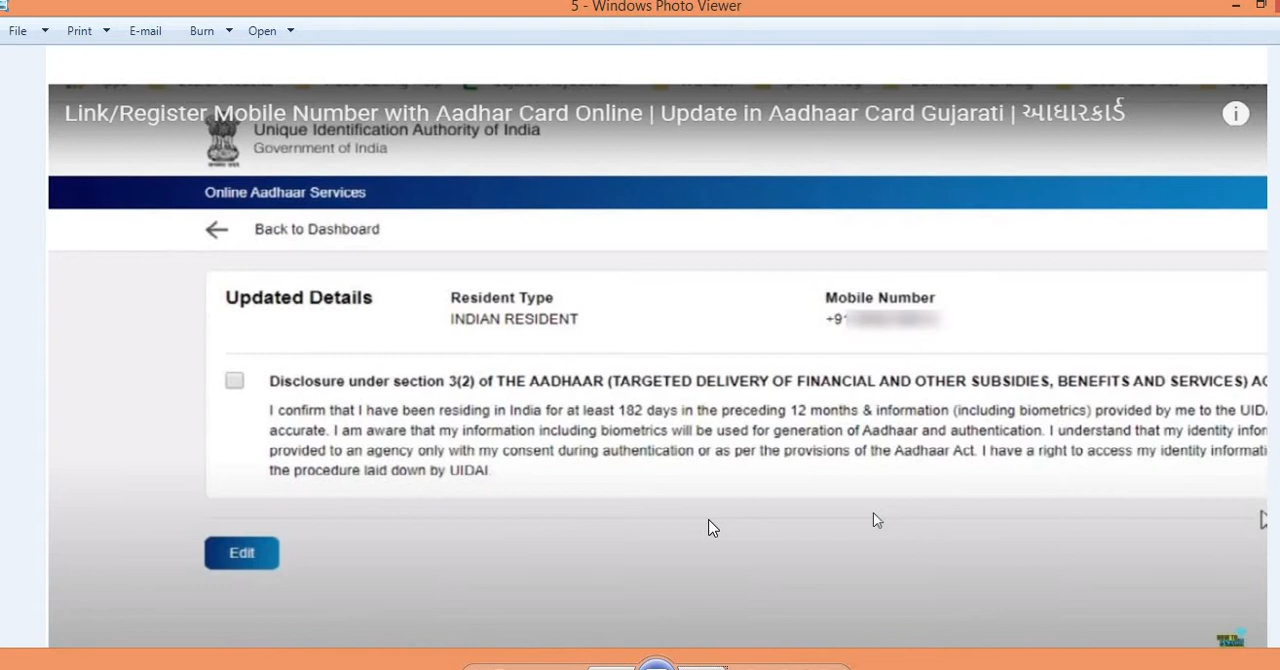 5 - Windows Photo Viewer
File Print E-mail Burn Open
Link/Register Mobile Number with Aadhar Card Online | Update in Aadhaar Card Gujarati | આધારકાર્ડ
Unique Identification Authority of India
Government of India
Online Aadhaar Services
Back to Dashboard
Updated Details
Resident Type
INDIAN RESIDENT
Mobile Number
+91
Disclosure under section 3(2) of THE AADHAAR (TARGETED DELIVERY OF FINANCIAL AND OTHER SUBSIDIES, BENEFITS AND SERVICES) AC
I confirm that I have been residing in India for at least 182 days in the preceding 12 months & information (including biometrics) provided by me to the UIDA
accurate. I am aware that my information including biometrics will be used for generation of Aadhaar and authentication. I understand that my identity infor
provided to an agency only with my consent during authentication or as per the provisions of the Aadhaar Act. I have a right to access my identity informati
the procedure laid down by UIDAI.
Edit